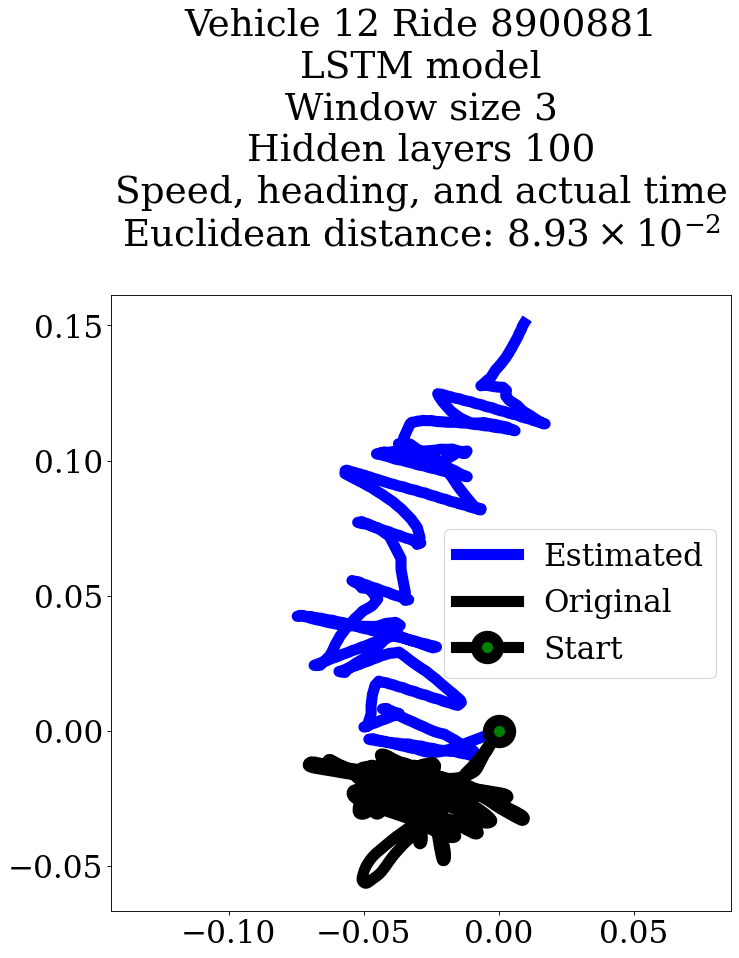 Vehicle 12 Ride 8900881
LSTM model
Window size 3
Hidden layers 100
Speed, heading, and actual time
Euclidean distance: 8.93 × 10⁻²
0.15
0.10
0.05
0.00
−0.05
Estimated
Original
Start
−0.10 −0.05 0.00 0.05